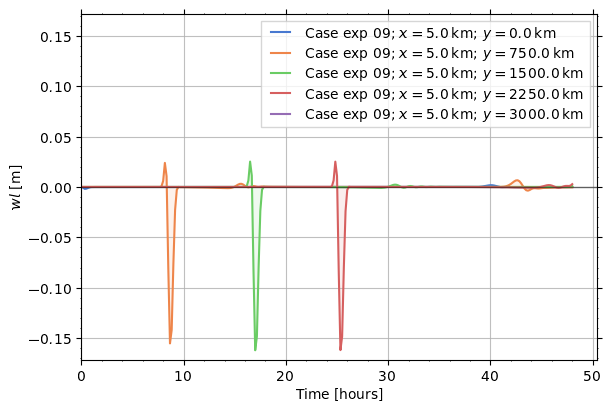 Case exp 09; x = 5.0 km; y = 0.0 km
Case exp 09; x = 5.0 km; y = 750.0 km
Case exp 09; x = 5.0 km; y = 1500.0 km
Case exp 09; x = 5.0 km; y = 2250.0 km
Case exp 09; x = 5.0 km; y = 3000.0 km
wl [m]
0.15
0.10
0.05
0.00
−0.05
−0.10
−0.15
0 10 20 30 40 50
Time [hours]